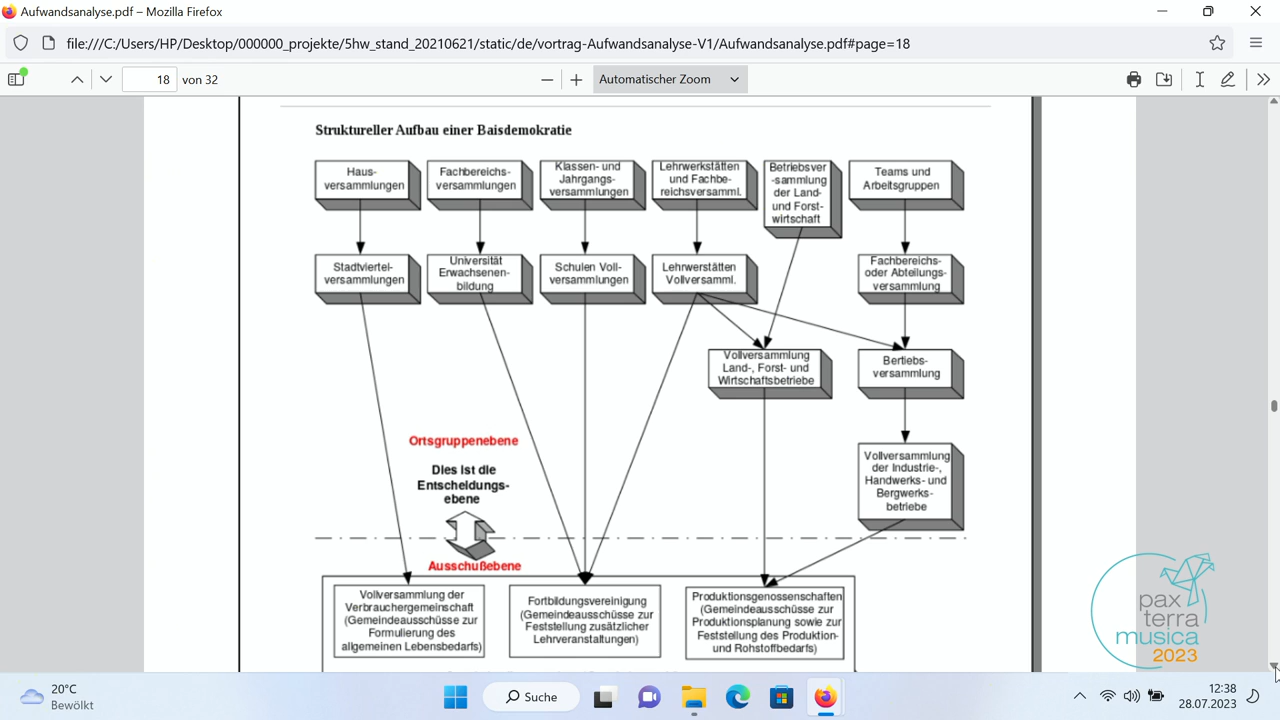 Aufwandsanalyse.pdf – Mozilla Firefox
file:///C:/Users/HP/Desktop/000000_projekte/5hw_stand_20210621/static/de/vortrag-Aufwandsanalyse-V1/Aufwandsanalyse.pdf#page=18
18 von 32
Automatischer Zoom
Struktureller Aufbau einer Baisdemokratie
Haus-
versammlungen
Fachbereichs-
versammlungen
Klassen- und
Jahrgangs-
versammlungen
Lehrwerkstätten
und Fachbe-
reichsversamml.
Betriebsver
-sammlung
der Land-
und Forst-
wirtschaft
Teams und
Arbeitsgruppen
Stadtviertel-
versammlungen
Universität
Erwachsenen-
bildung
Schulen Voll-
versammlungen
Lehrwerstätten
Vollversamml.
Fachbereichs-
oder Abteilungs-
versammlung
Vollversammlung
Land-, Forst- und
Wirtschaftsbetriebe
Bertiebs-
versammlung
Ortsgruppenebene
Dies ist die
Entscheidungs-
ebene
Vollversammlung
der Industrie-,
Handwerks- und
Bergwerks-
betriebe
Ausschußebene
Vollversammlung der
Verbrauchergemeinschaft
(Gemeindeausschüsse zur
Formulierung des
allgemeinen Lebensbedarfs)
Fortbildungsvereinigung
(Gemeindeausschüsse zur
Feststellung zusätzlicher
Lehrveranstaltungen)
Produktionsgenossenschaften
(Gemeindeausschüsse zur
Produktionsplanung sowie zur
Feststellung des Produktion-
und Rohstoffbedarfs)
pax
terra
musica
2023
20°C
Bewölkt
Suche
12:38
28.07.2023